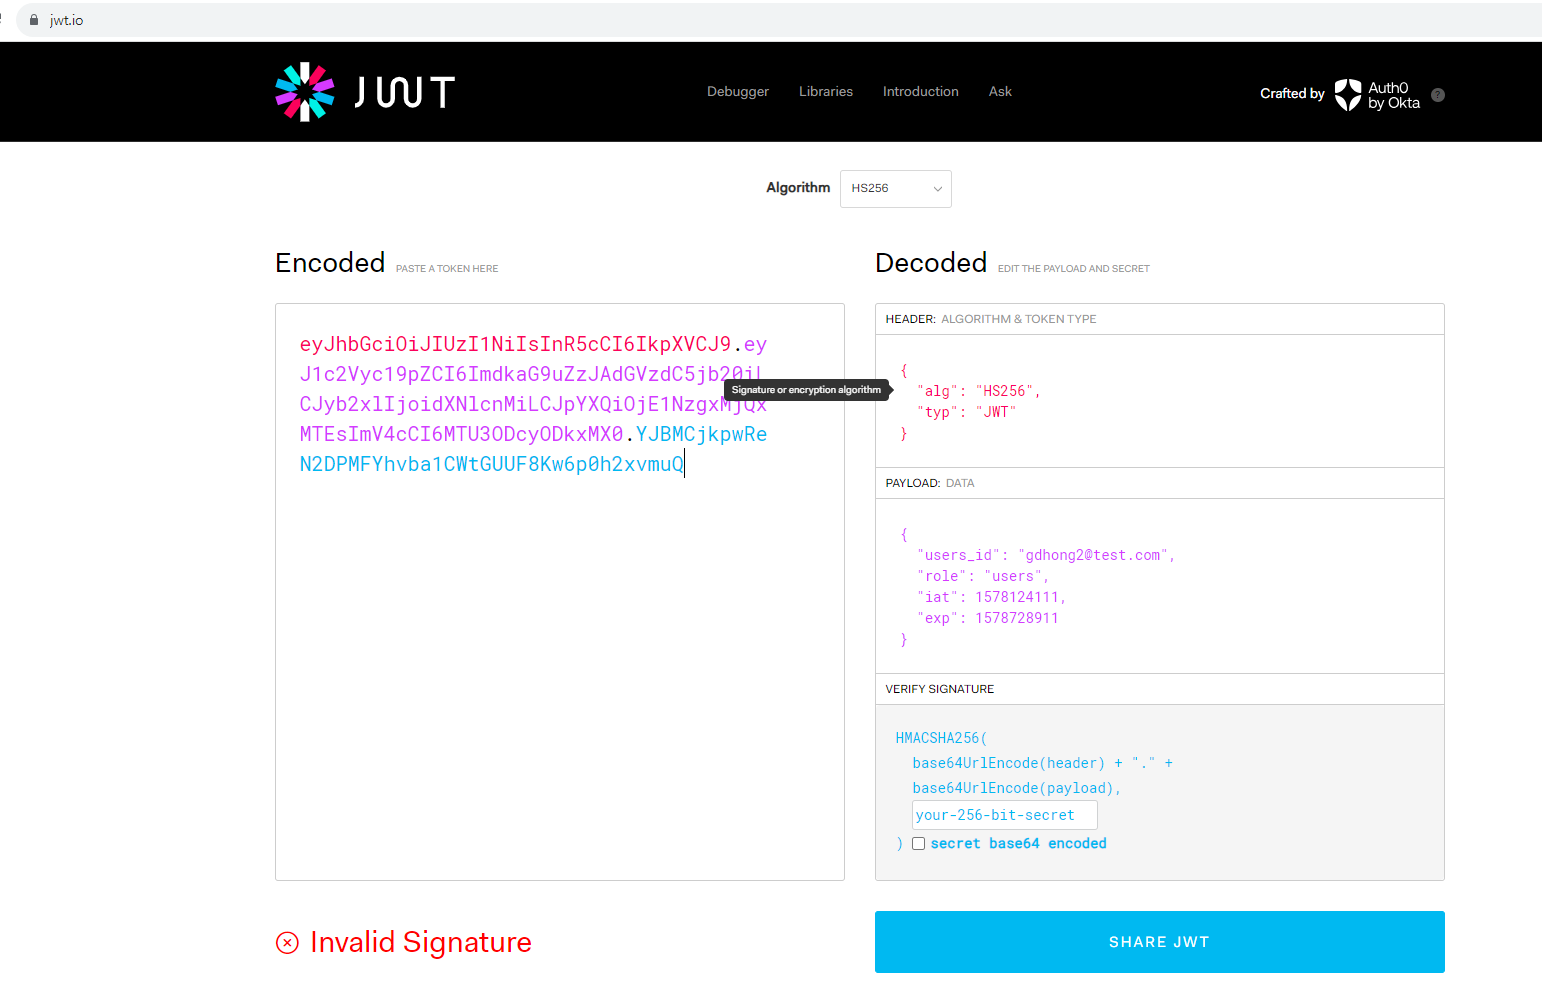 jwt.io
JWT
Debugger Libraries Introduction Ask
Crafted by Auth0 by Okta ?
Algorithm HS256
Encoded PASTE A TOKEN HERE
eyJhbGciOiJIUzI1NiIsInR5cCI6IkpXVCJ9.ey
J1c2Vyc19pZCI6ImdkaG9uZzJAdGVzdC5jb20iL
CJyb2xlIjoidXNlcnMiLCJpYXQiOjE1NzgxMjQx
MTEsImV4cCI6MTU3ODcyODkxMX0.YJBMCjkpwRe
N2DPMFYhvba1CWtGUUF8Kw6p0h2xvmuQ
Signature or encryption algorithm
Decoded EDIT THE PAYLOAD AND SECRET
HEADER: ALGORITHM & TOKEN TYPE
{
"alg": "HS256",
"typ": "JWT"
}
PAYLOAD: DATA
{
"users_id": "gdhong2@test.com",
"role": "users",
"iat": 1578124111,
"exp": 1578728911
}
VERIFY SIGNATURE
HMACSHA256(
base64UrlEncode(header) + "." +
base64UrlEncode(payload),
your-256-bit-secret
) secret base64 encoded
Invalid Signature
SHARE JWT